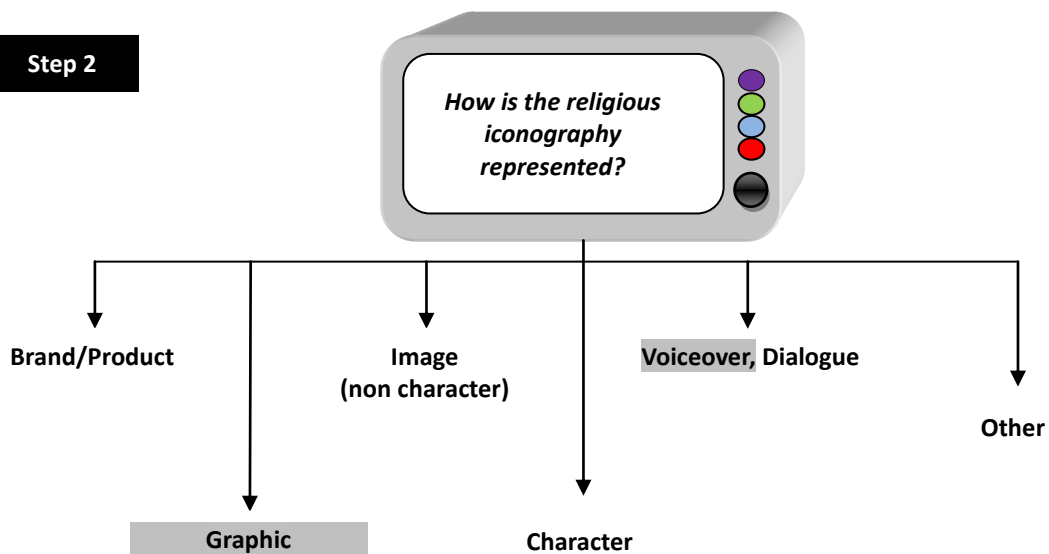 Step 2
How is the religious
iconography
represented?
Brand/Product
Image
(non character)
Voiceover, Dialogue
Other
Graphic
Character